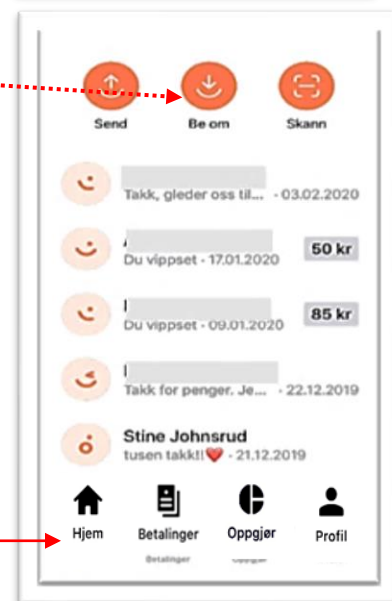 Send Be om Skann
Takk, gleder oss til... · 03.02.2020
Du vippset · 17.01.2020 50 kr
Du vippset · 09.01.2020 85 kr
Takk for penger. Je... · 22.12.2019
Stine Johnsrud
tusen takk!!❤️ · 21.12.2019
Hjem Betalinger Oppgjør Profil
Betalinger Oppgjør